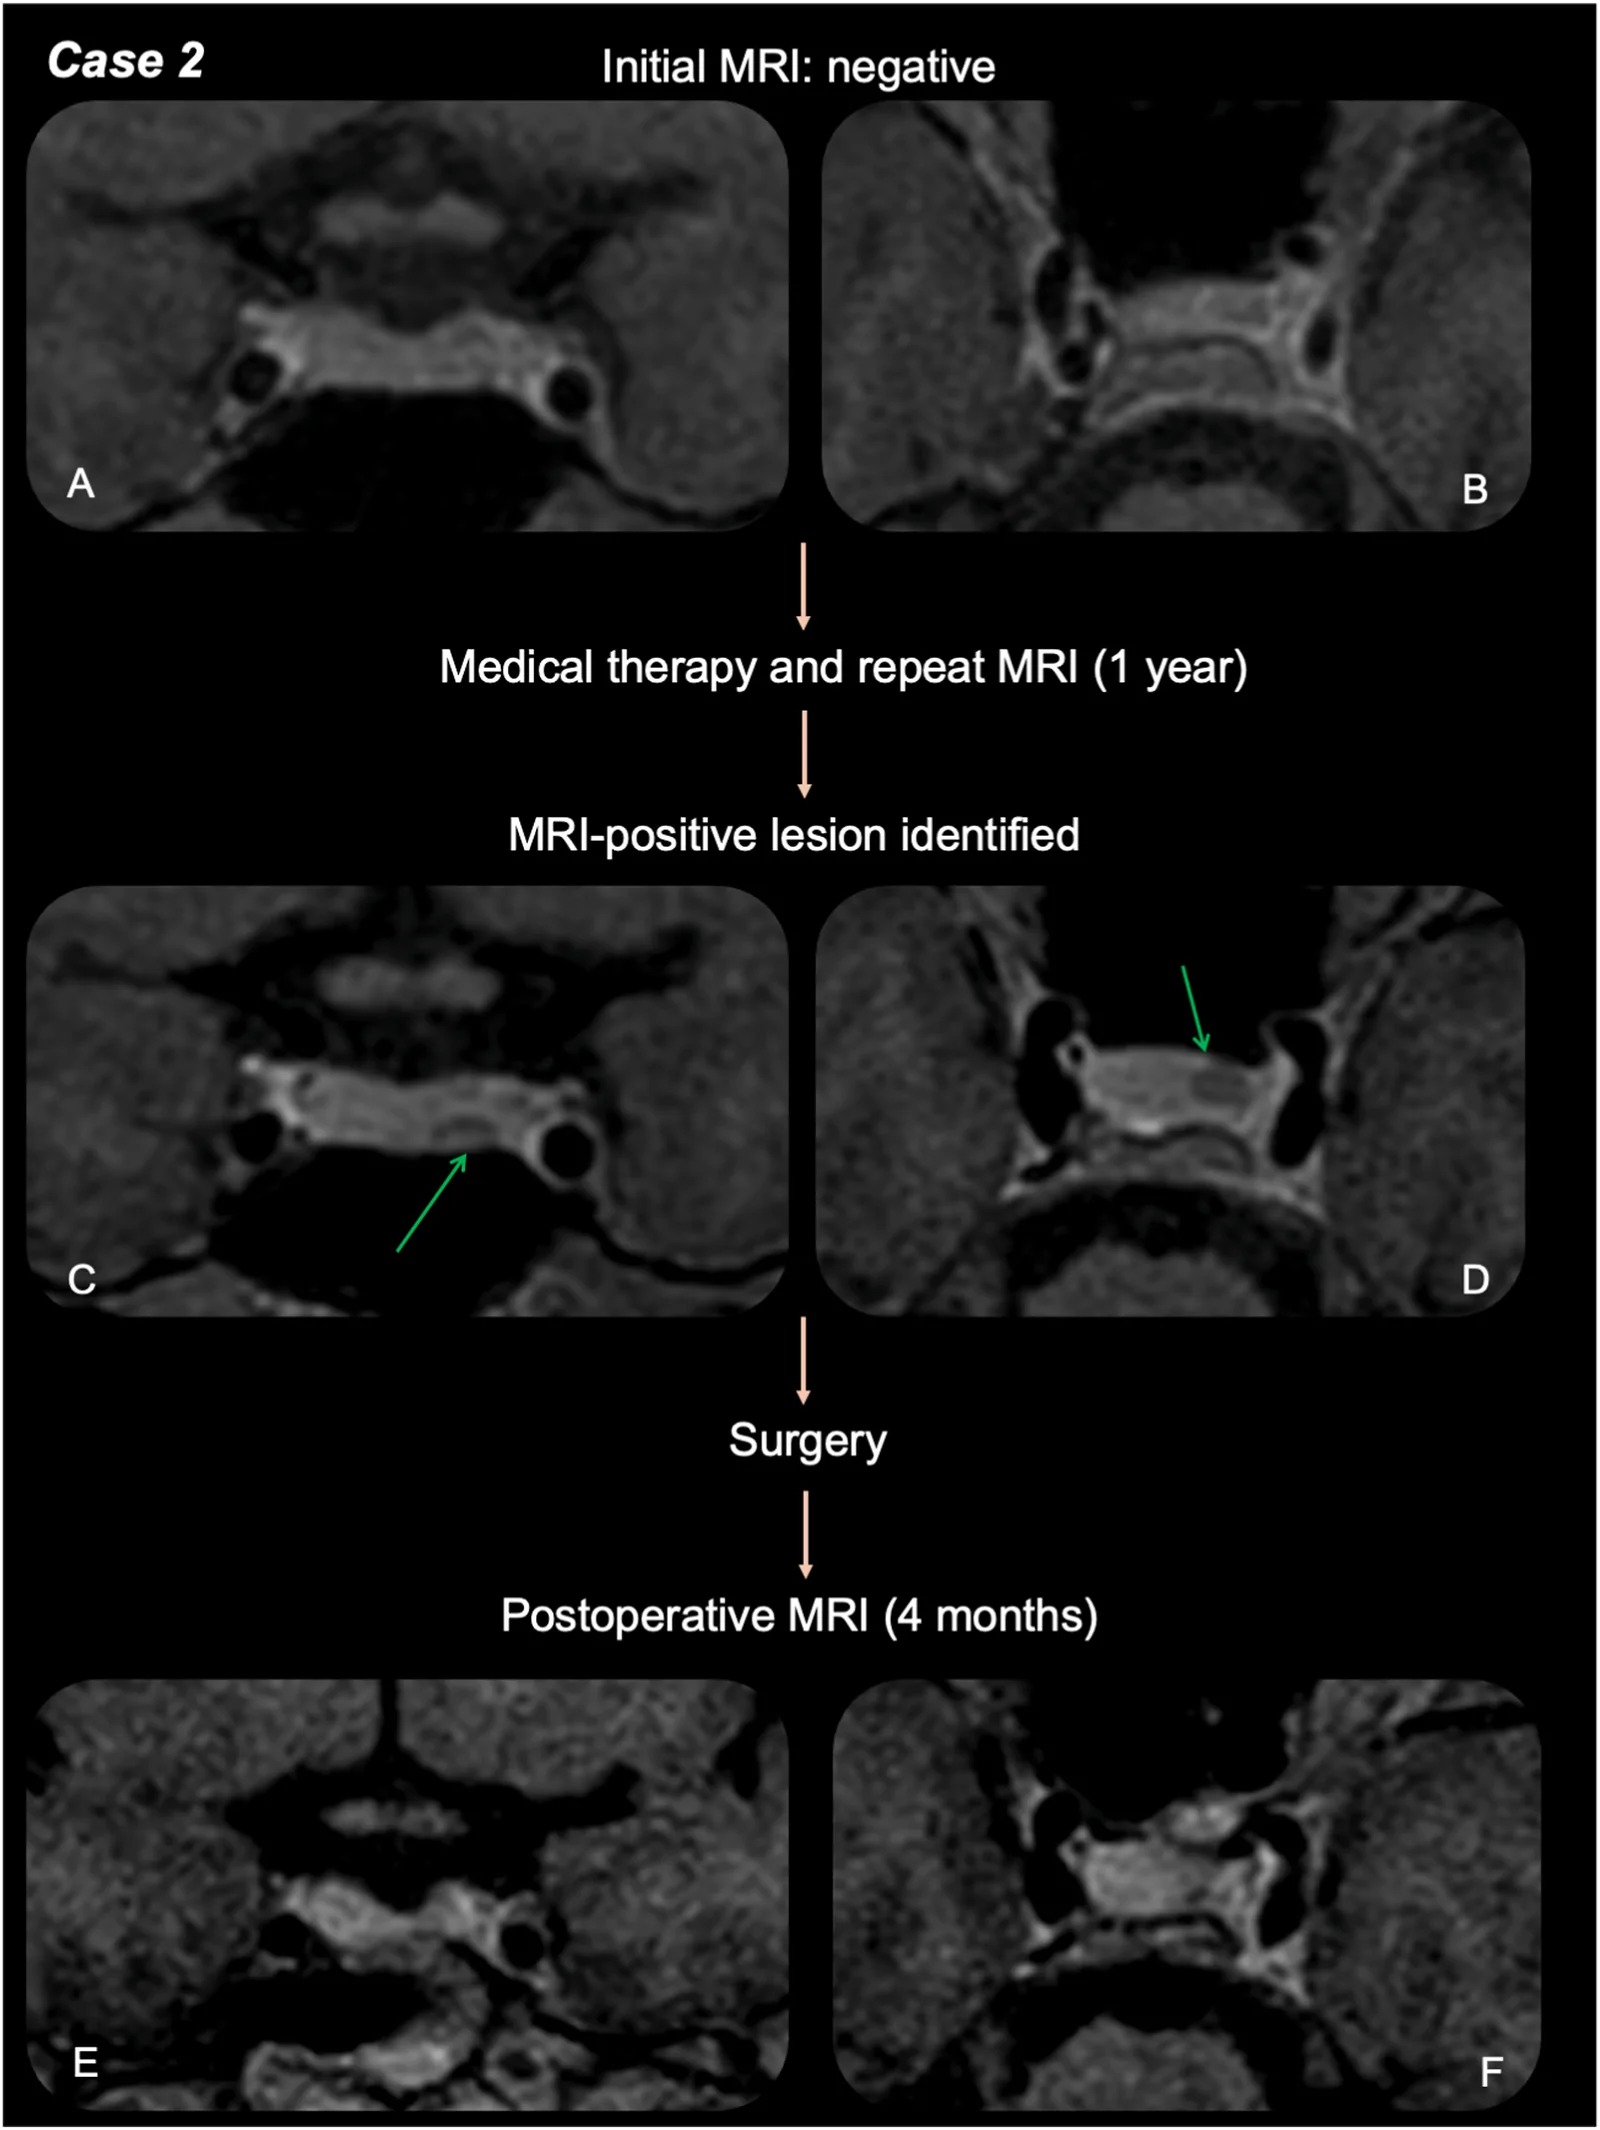 Case 2
Initial MRI: negative
A
B
Medical therapy and repeat MRI (1 year)
MRI-positive lesion identified
C
D
Surgery
Postoperative MRI (4 months)
E
F